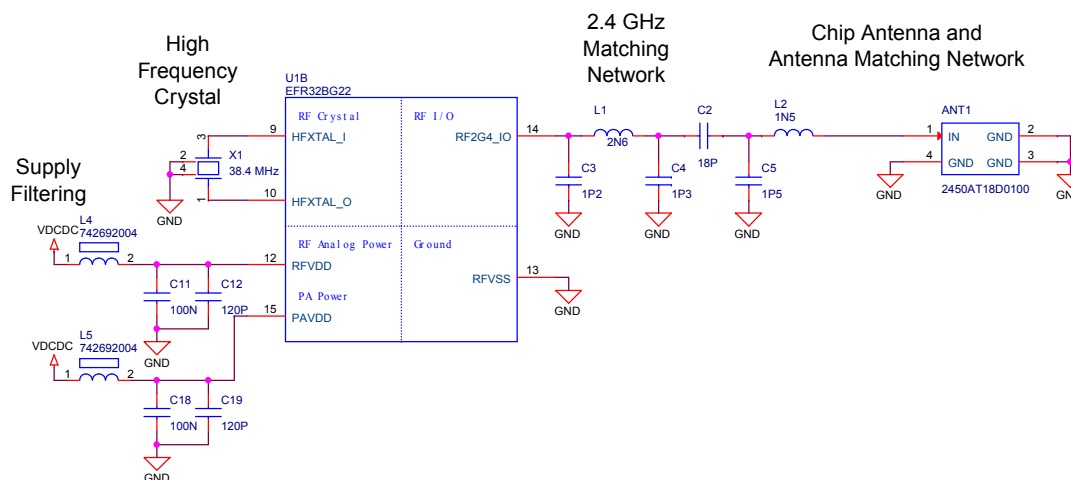 High
Frequency
Crystal
2.4 GHz
Matching
Network
Chip Antenna and
Antenna Matching Network
Supply
Filtering
U1B
EFR32BG22
RF Crystal
RF I/O
RF Analog Power
Ground
PA Power
9
HFXTAL_I
10
HFXTAL_O
12
RFVDD
15
PAVDD
14
RF2G4_IO
13
RFVSS
GND
3
2
4
1
X1
38.4 MHz
GND
VDCDC
L4
742692004
1
2
C11
100N
C12
120P
GND
VDCDC
L5
742692004
1
2
C18
100N
C19
120P
GND
L1
2N6
C2
18P
L2
1N5
C3
1P2
GND
C4
1P3
GND
C5
1P5
GND
ANT1
1
IN
GND
2
4
GND
GND
3
2450AT18D0100
GND
GND